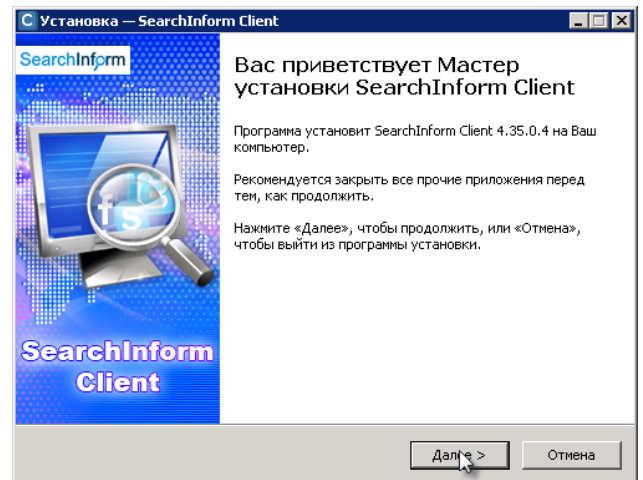 C Установка — SearchInform Client
SearchInform
Вас приветствует Мастер
установки SearchInform Client
Программа установит SearchInform Client 4.35.0.4 на Ваш
компьютер.
Рекомендуется закрыть все прочие приложения перед
тем, как продолжить.
Нажмите «Далее», чтобы продолжить, или «Отмена»,
чтобы выйти из программы установки.
f S B
SearchInform
Client
Далее > Отмена